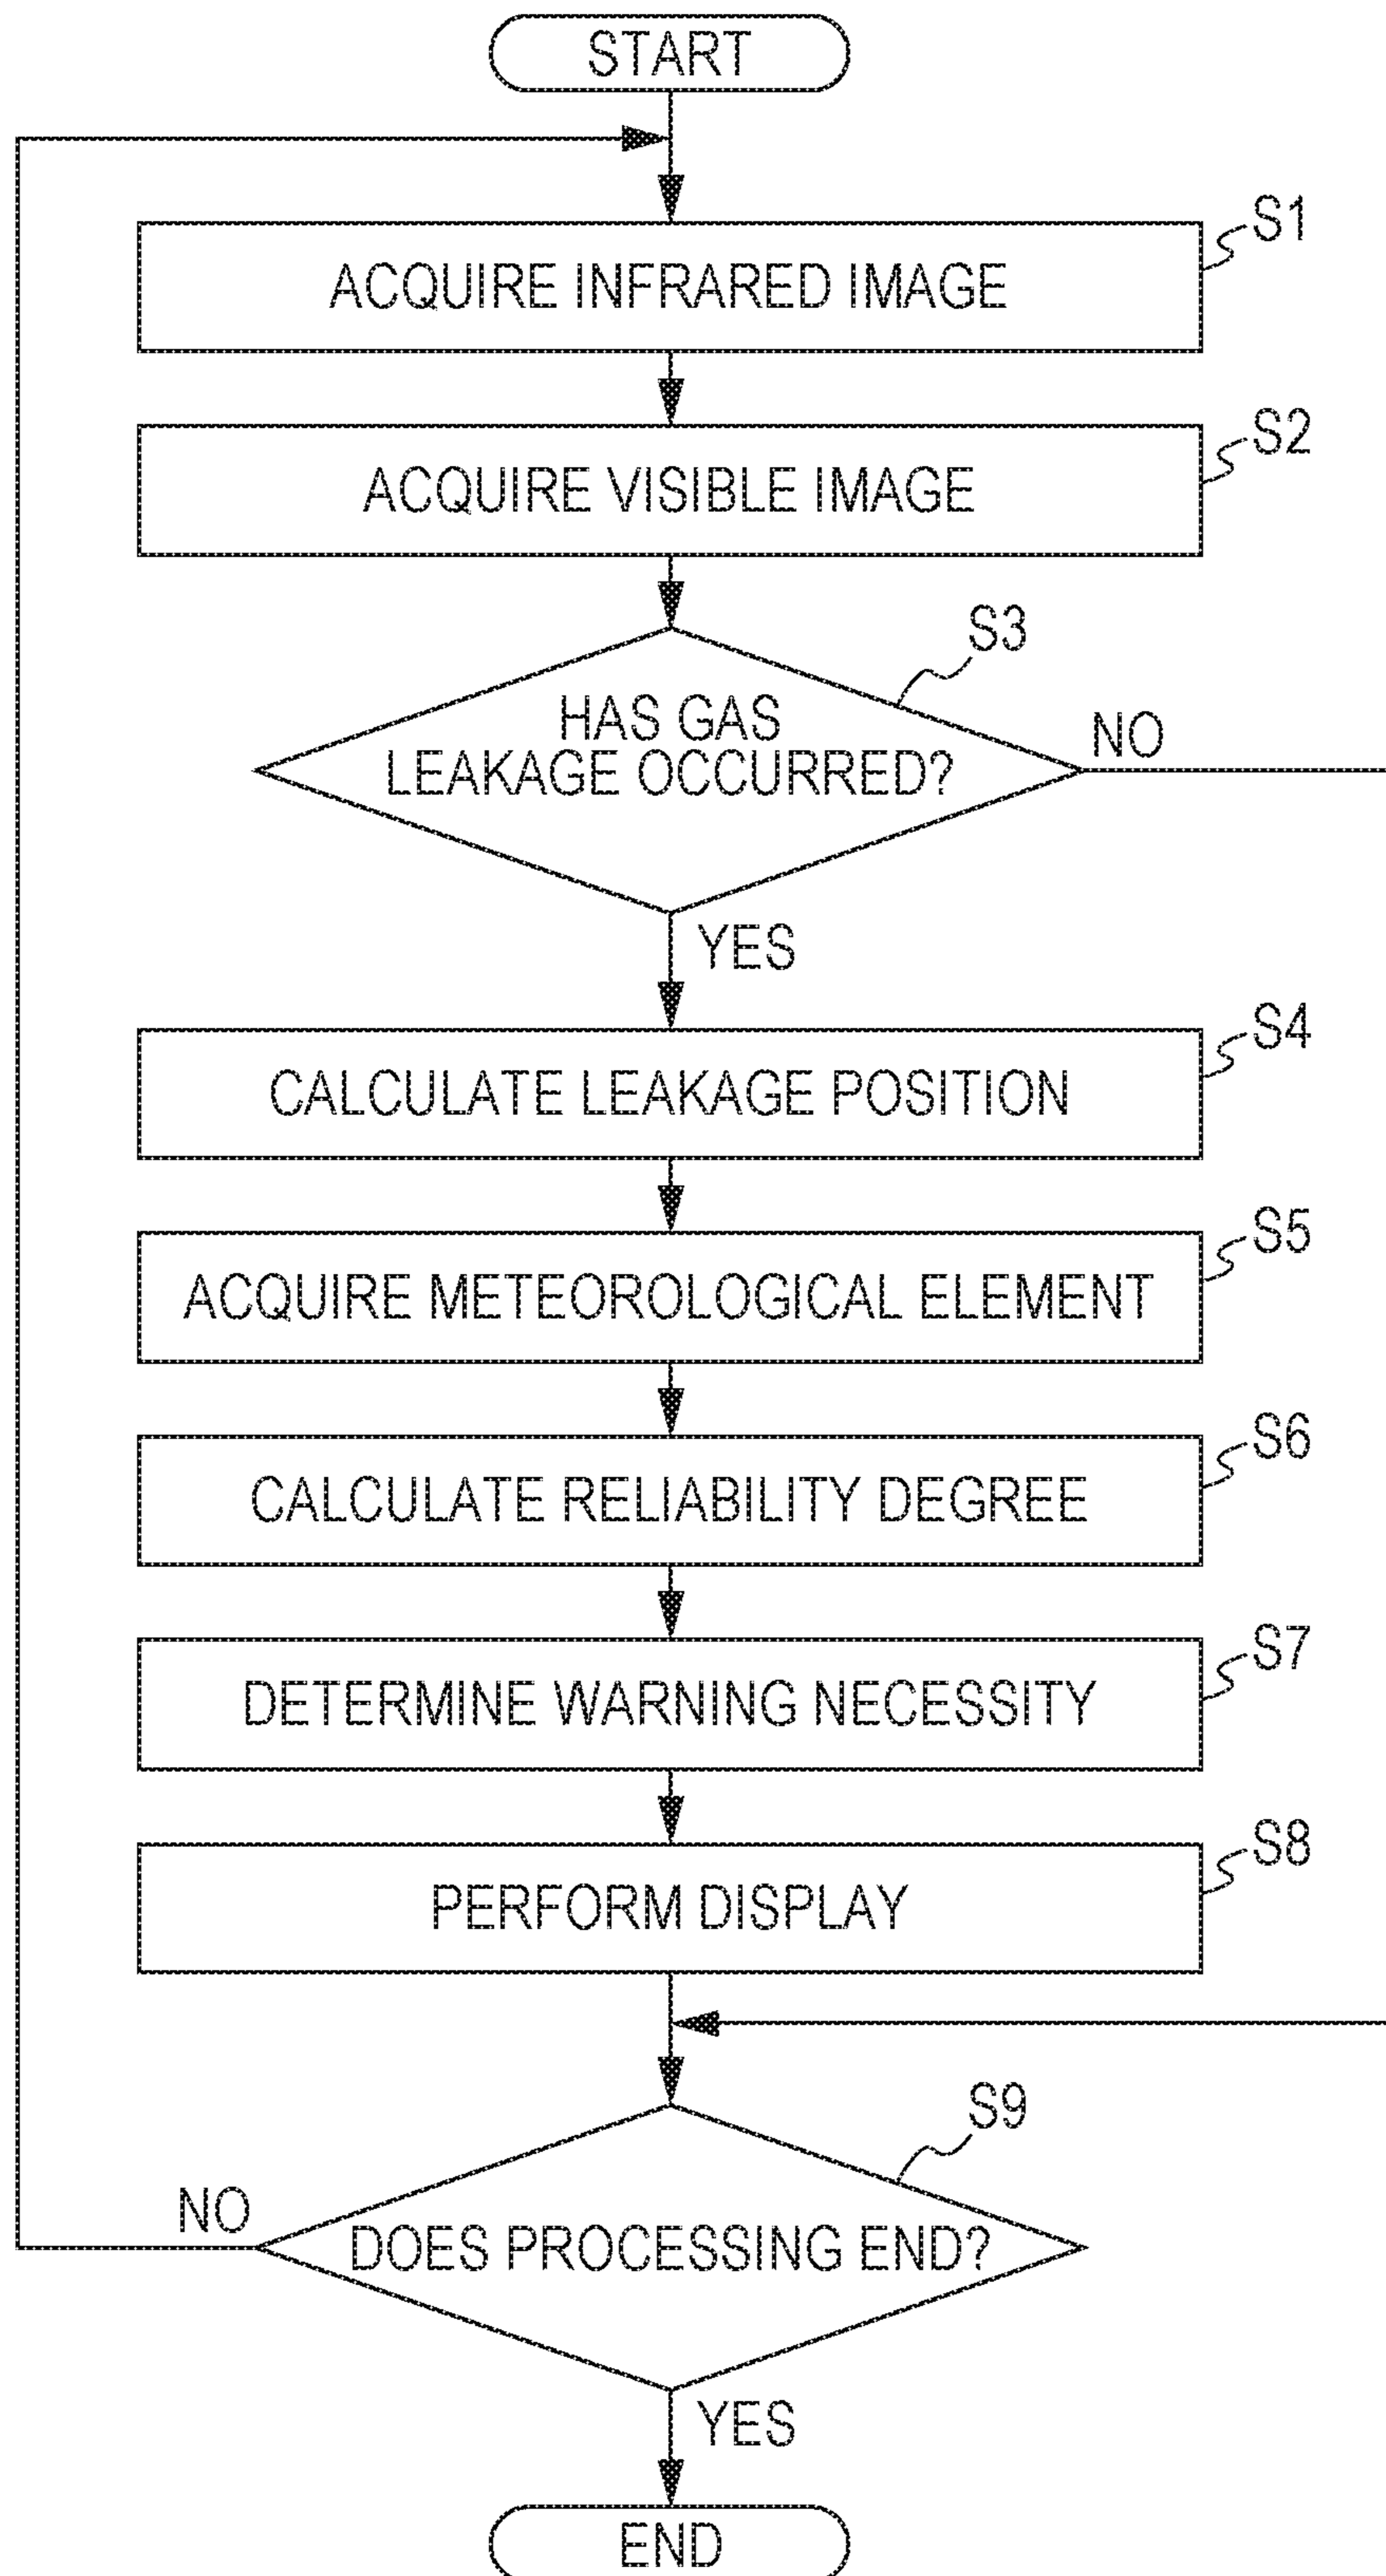 START
S1
ACQUIRE INFRARED IMAGE
S2
ACQUIRE VISIBLE IMAGE
S3
HAS GAS
LEAKAGE OCCURRED?
NO
YES
S4
CALCULATE LEAKAGE POSITION
S5
ACQUIRE METEOROLOGICAL ELEMENT
S6
CALCULATE RELIABILITY DEGREE
S7
DETERMINE WARNING NECESSITY
S8
PERFORM DISPLAY
S9
NO
DOES PROCESSING END?
YES
END